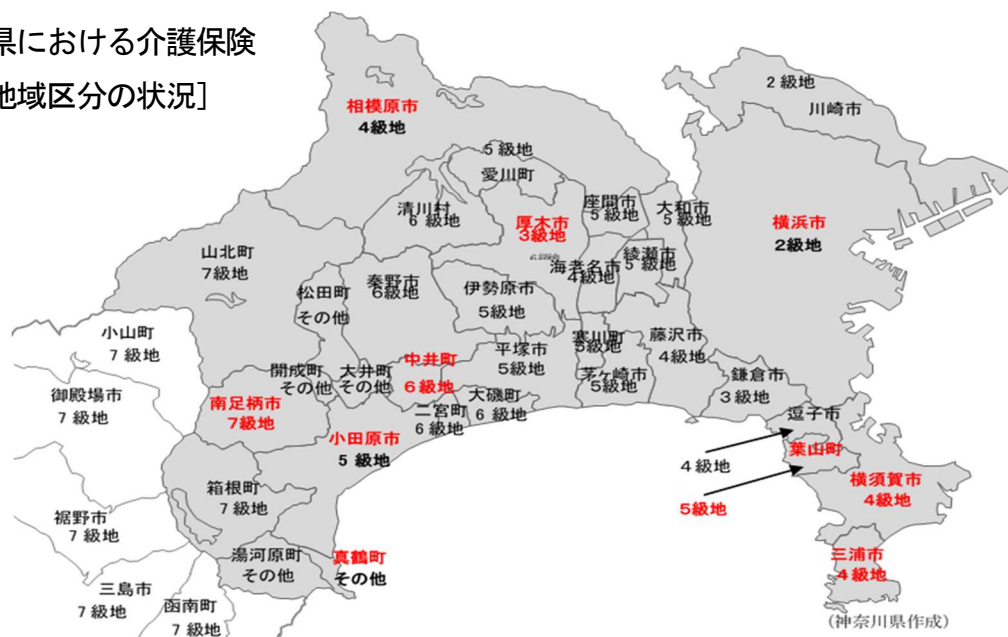 県における介護保険
地域区分の状況]
相模原市
4級地
2級地
川崎市
5級地
愛川町
清川村
6級地
厚木市
3級地
座間市
5級地
大和市
5級地
横浜市
2級地
山北町
7級地
海老名市
4級地
綾瀬市
5級地
松田町
その他
秦野市
6級地
伊勢原市
5級地
小山町
7級地
寒川町
5級地
藤沢市
4級地
平塚市
5級地
中井町
6級地
開成町
その他
大井町
その他
茅ヶ崎市
5級地
鎌倉市
3級地
御殿場市
7級地
南足柄市
7級地
大磯町
6級地
二宮町
6級地
逗子市
4級地
小田原市
5級地
葉山町
5級地
横須賀市
4級地
箱根町
7級地
裾野市
7級地
湯河原町
その他
真鶴町
その他
三浦市
4級地
三島市
7級地
函南町
7級地
(神奈川県作成)